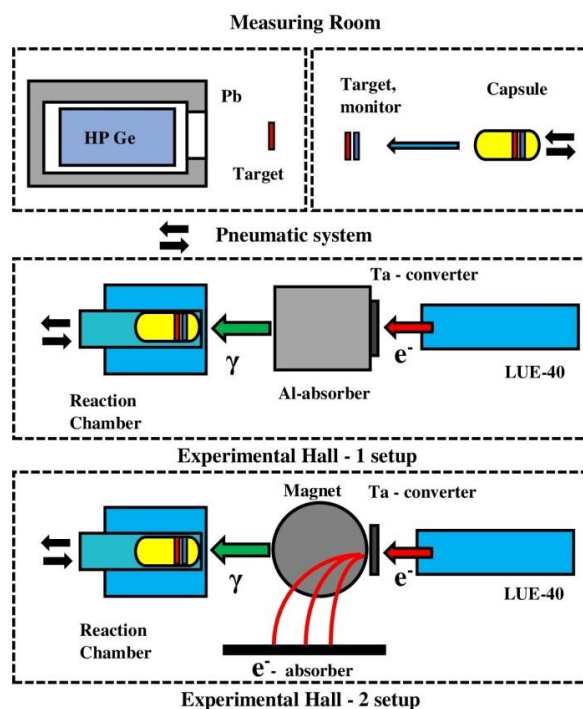 Measuring Room
Pb
HP Ge
Target
Target,
monitor
Capsule
Pneumatic system
Ta - converter
e-
γ
LUE-40
Reaction
Chamber
Al-absorber
Experimental Hall - 1 setup
Magnet
Ta - converter
e-
γ
LUE-40
Reaction
Chamber
e- - absorber
Experimental Hall - 2 setup